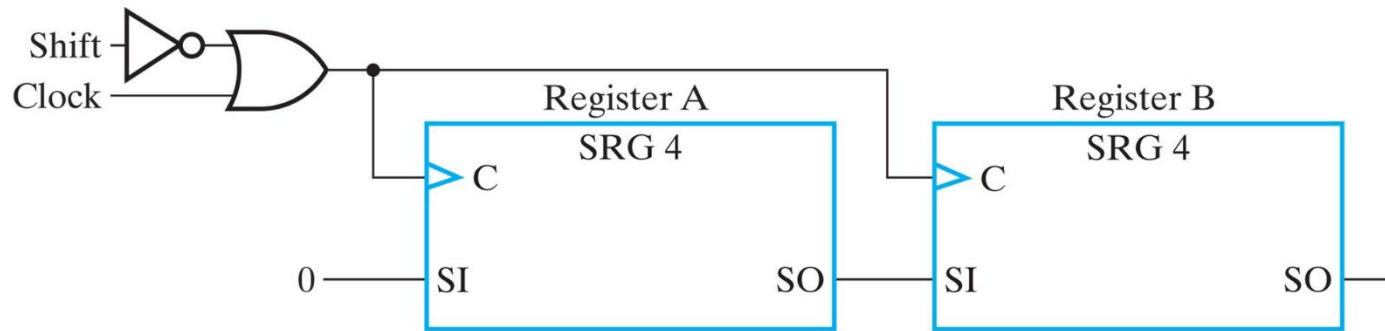 Shift
Clock
Register A
SRG 4
C
0
SI
SO
Register B
SRG 4
C
SI
SO